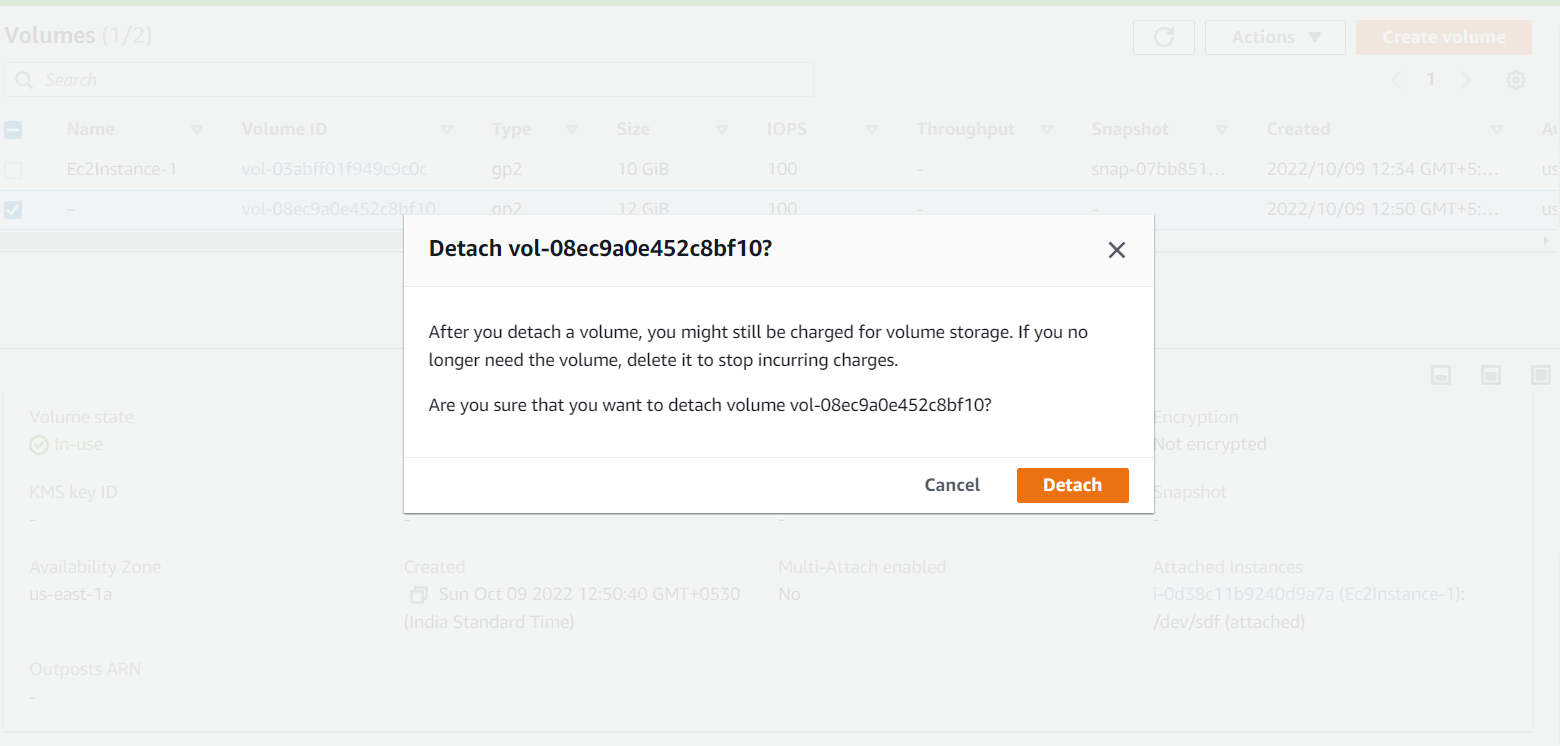 Volumes (1/2)
Actions
Create volume
Search
1
Name Volume ID Type Size IOPS Throughput Snapshot Created Av
Ec2Instance-1 vol-03abff01f949c9c0c gp2 10 GiB 100 - snap-07bb851... 2022/10/09 12:34 GMT+5:... us
– vol-08ec9a0e452c8bf10 gp2 12 GiB 100 - - 2022/10/09 12:50 GMT+5:... us
Detach vol-08ec9a0e452c8bf10?
After you detach a volume, you might still be charged for volume storage. If you no
longer need the volume, delete it to stop incurring charges.
Are you sure that you want to detach volume vol-08ec9a0e452c8bf10?
Cancel Detach
Volume state Encryption
In-use Not encrypted
KMS key ID Snapshot
- - - -
Availability Zone Created Multi-Attach enabled Attached Instances
us-east-1a Sun Oct 09 2022 12:50:40 GMT+0530 No i-0d38c11b9240d9a7a (Ec2Instance-1):
(India Standard Time) /dev/sdf (attached)
Outposts ARN
-